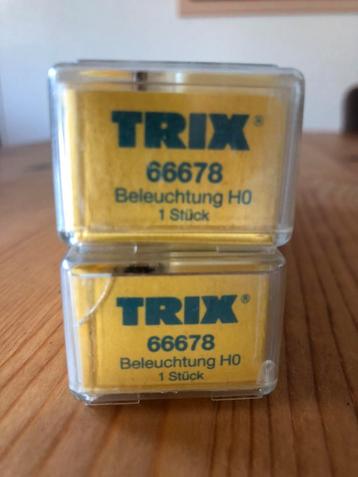 TRIX®
66678
Beleuchtung H0
1 Stück
TRIX®
66678
Beleuchtung H0
1 Stück